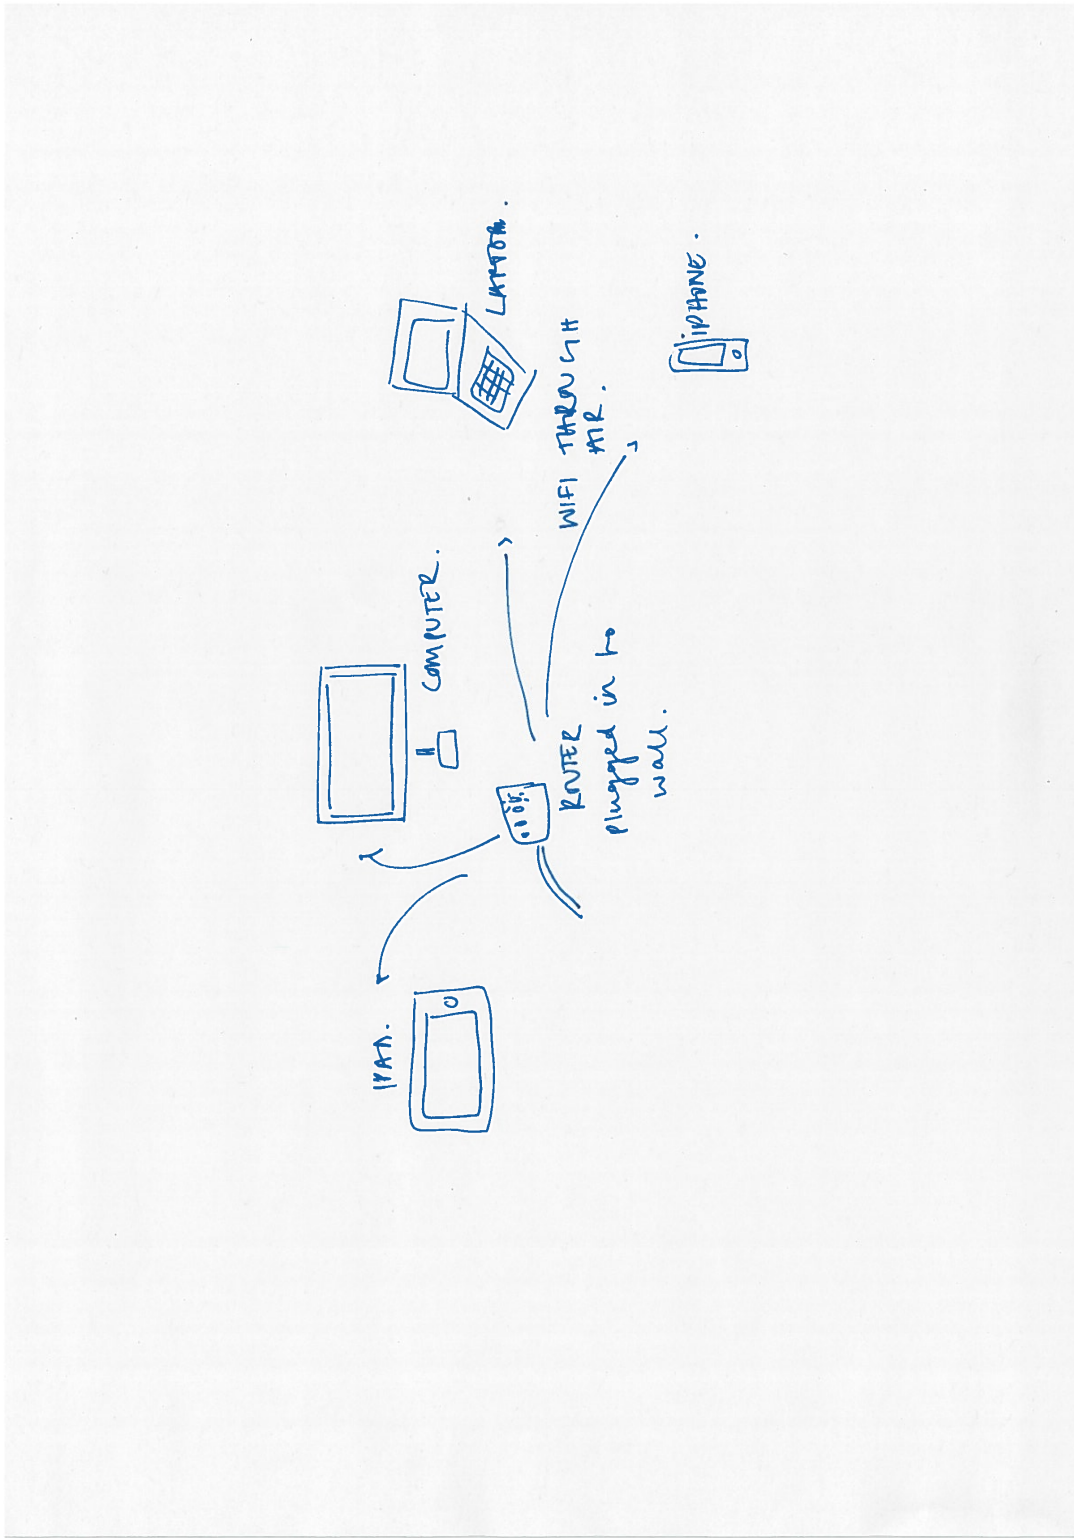 IPAD.
COMPUTER.
LAPTOP.
WIFI THROUGH
AIR.
ROUTER
plugged in to
wall.
iPHONE.